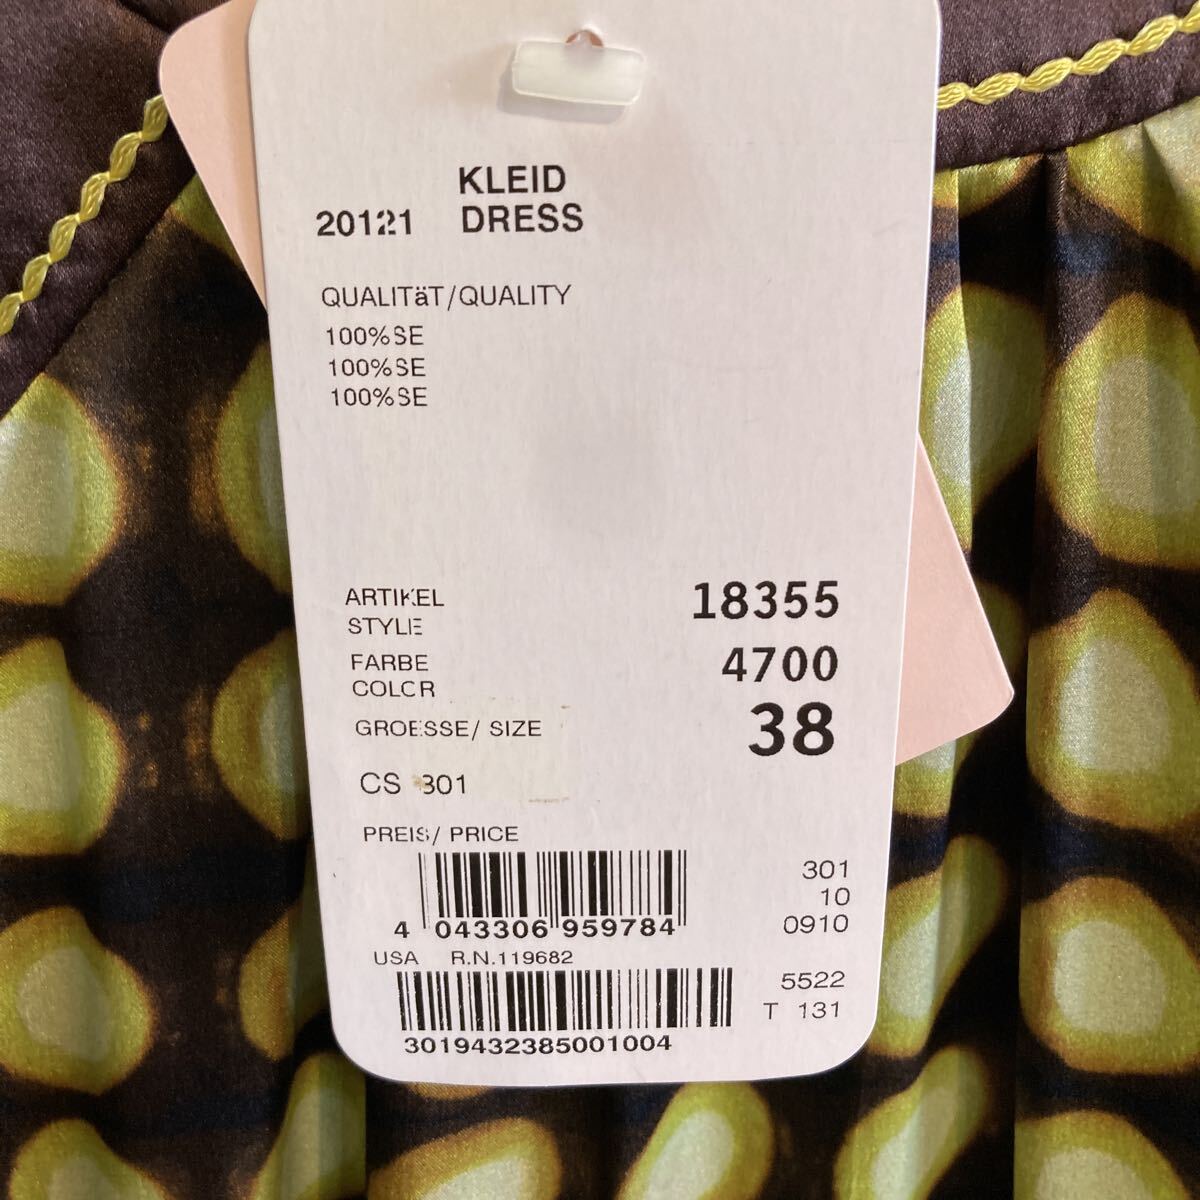 KLEID
20121 DRESS
QUALITäT/QUALITY
100%SE
100%SE
100%SE
ARTIKEL
STYLE
18355
FARBE
COLOR
4700
GROESSE/ SIZE
38
CS 301
PREIS/ PRICE
4 043306 959784
301
10
0910
USA R.N.119682
3019432385001004
5522
T 131